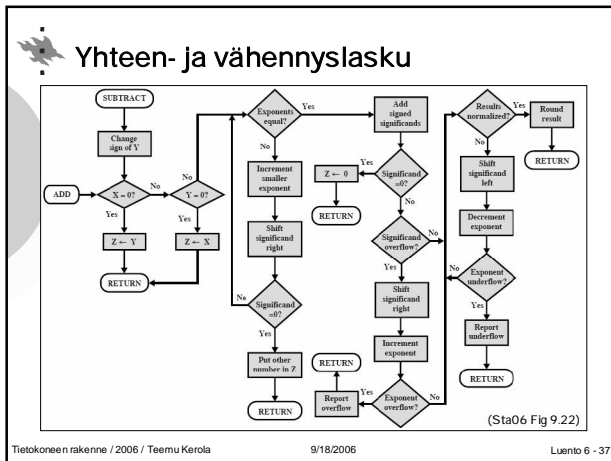 Yhteen- ja vähennyslasku
SUBTRACT
Change
sign of Y
ADD
X = 0?
No
Y = 0?
No
Yes
Yes
Z ← Y
Z ← X
RETURN
Exponents
equal?
Yes
No
Increment
smaller
exponent
Shift
significand
right
No
Significand
=0?
Yes
Put other
number in Z
RETURN
Add
signed
significands
Z ← 0
Yes
Significand
=0?
RETURN
No
Significand
overflow?
No
Yes
Shift
significand
right
RETURN
Increment
exponent
Report
overflow
Yes
Exponent
overflow?
No
Results
normalized?
Yes
Round
result
No
RETURN
Shift
significand
left
Decrement
exponent
No
Exponent
underflow?
Yes
Report
underflow
RETURN
(Sta06 Fig 9.22)
Tietokoneen rakenne / 2006 / Teemu Kerola
9/18/2006
Luento 6 - 37